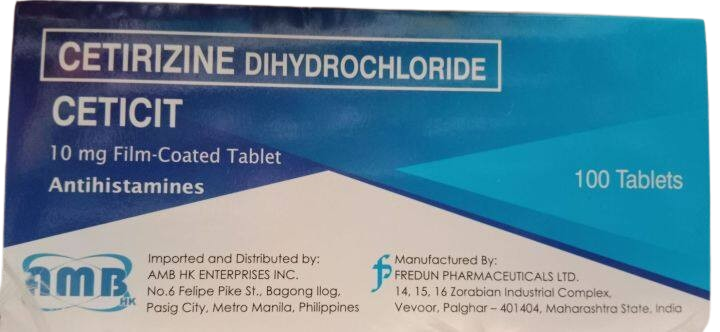 CETIRIZINE DIHYDROCHLORIDE
CETICIT
10 mg Film-Coated Tablet
Antihistamines
100 Tablets
AMB
HK
Imported and Distributed by:
AMB HK ENTERPRISES INC.
No.6 Felipe Pike St., Bagong Ilog,
Pasig City, Metro Manila, Philippines
f
Manufactured By:
FREDUN PHARMACEUTICALS LTD.
14, 15, 16 Zorabian Industrial Complex,
Vevoor, Palghar – 401404, Maharashtra State, India